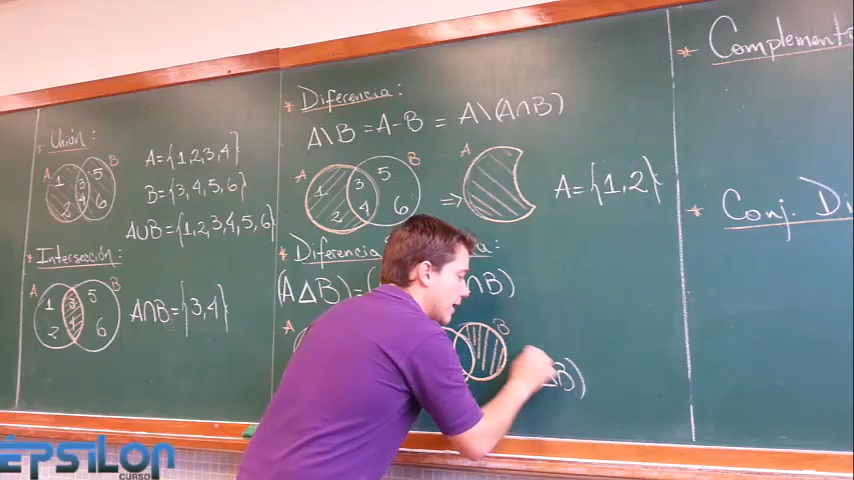 * Unión:
A B
1 3 5
2 4 6
A={1,2,3,4}
B={3,4,5,6}
A∪B={1,2,3,4,5,6}
* Intersección:
A B
1 3 5
2 4 6
A∩B={3,4}
* Diferencia:
A\B = A-B = A\(A∩B)
* A B
1 3 5
2 4 6
=> A
A={1,2}
* Diferencia
(A△B)=
∩B)
* B
△B)
* Complemento
* Conj.
ÉPSILON
CURSO